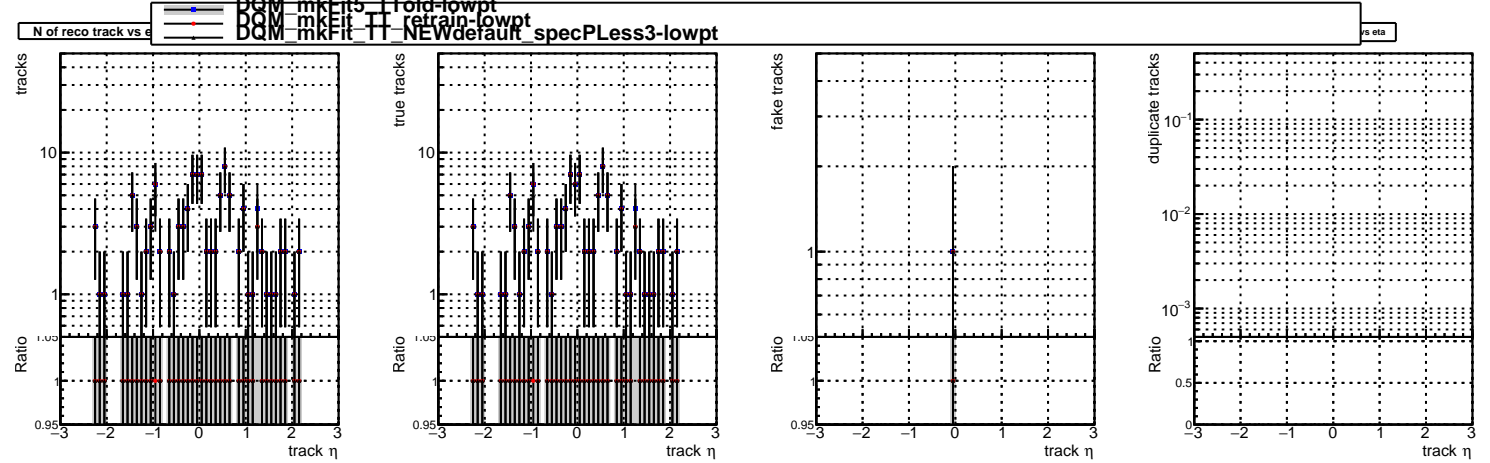 DQM_mkFit5_TTold-lowpt
DQM_mkFit_TT_retrain-lowpt
DQM_mkFit_TT_NEWdefault_specPLess3-lowpt
N of reco track vs e
vs eta
tracks
10
1
Ratio
1.05
1
0.95
−3 −2 −1 0 1 2 3
track η
true tracks
10
1
Ratio
1.05
1
0.95
−3 −2 −1 0 1 2 3
track η
fake tracks
1
Ratio
1.05
1
0.95
−3 −2 −1 0 1 2 3
track η
duplicate tracks
10−1
10−2
10−3
Ratio
1
0.5
0
−3 −2 −1 0 1 2 3
track η